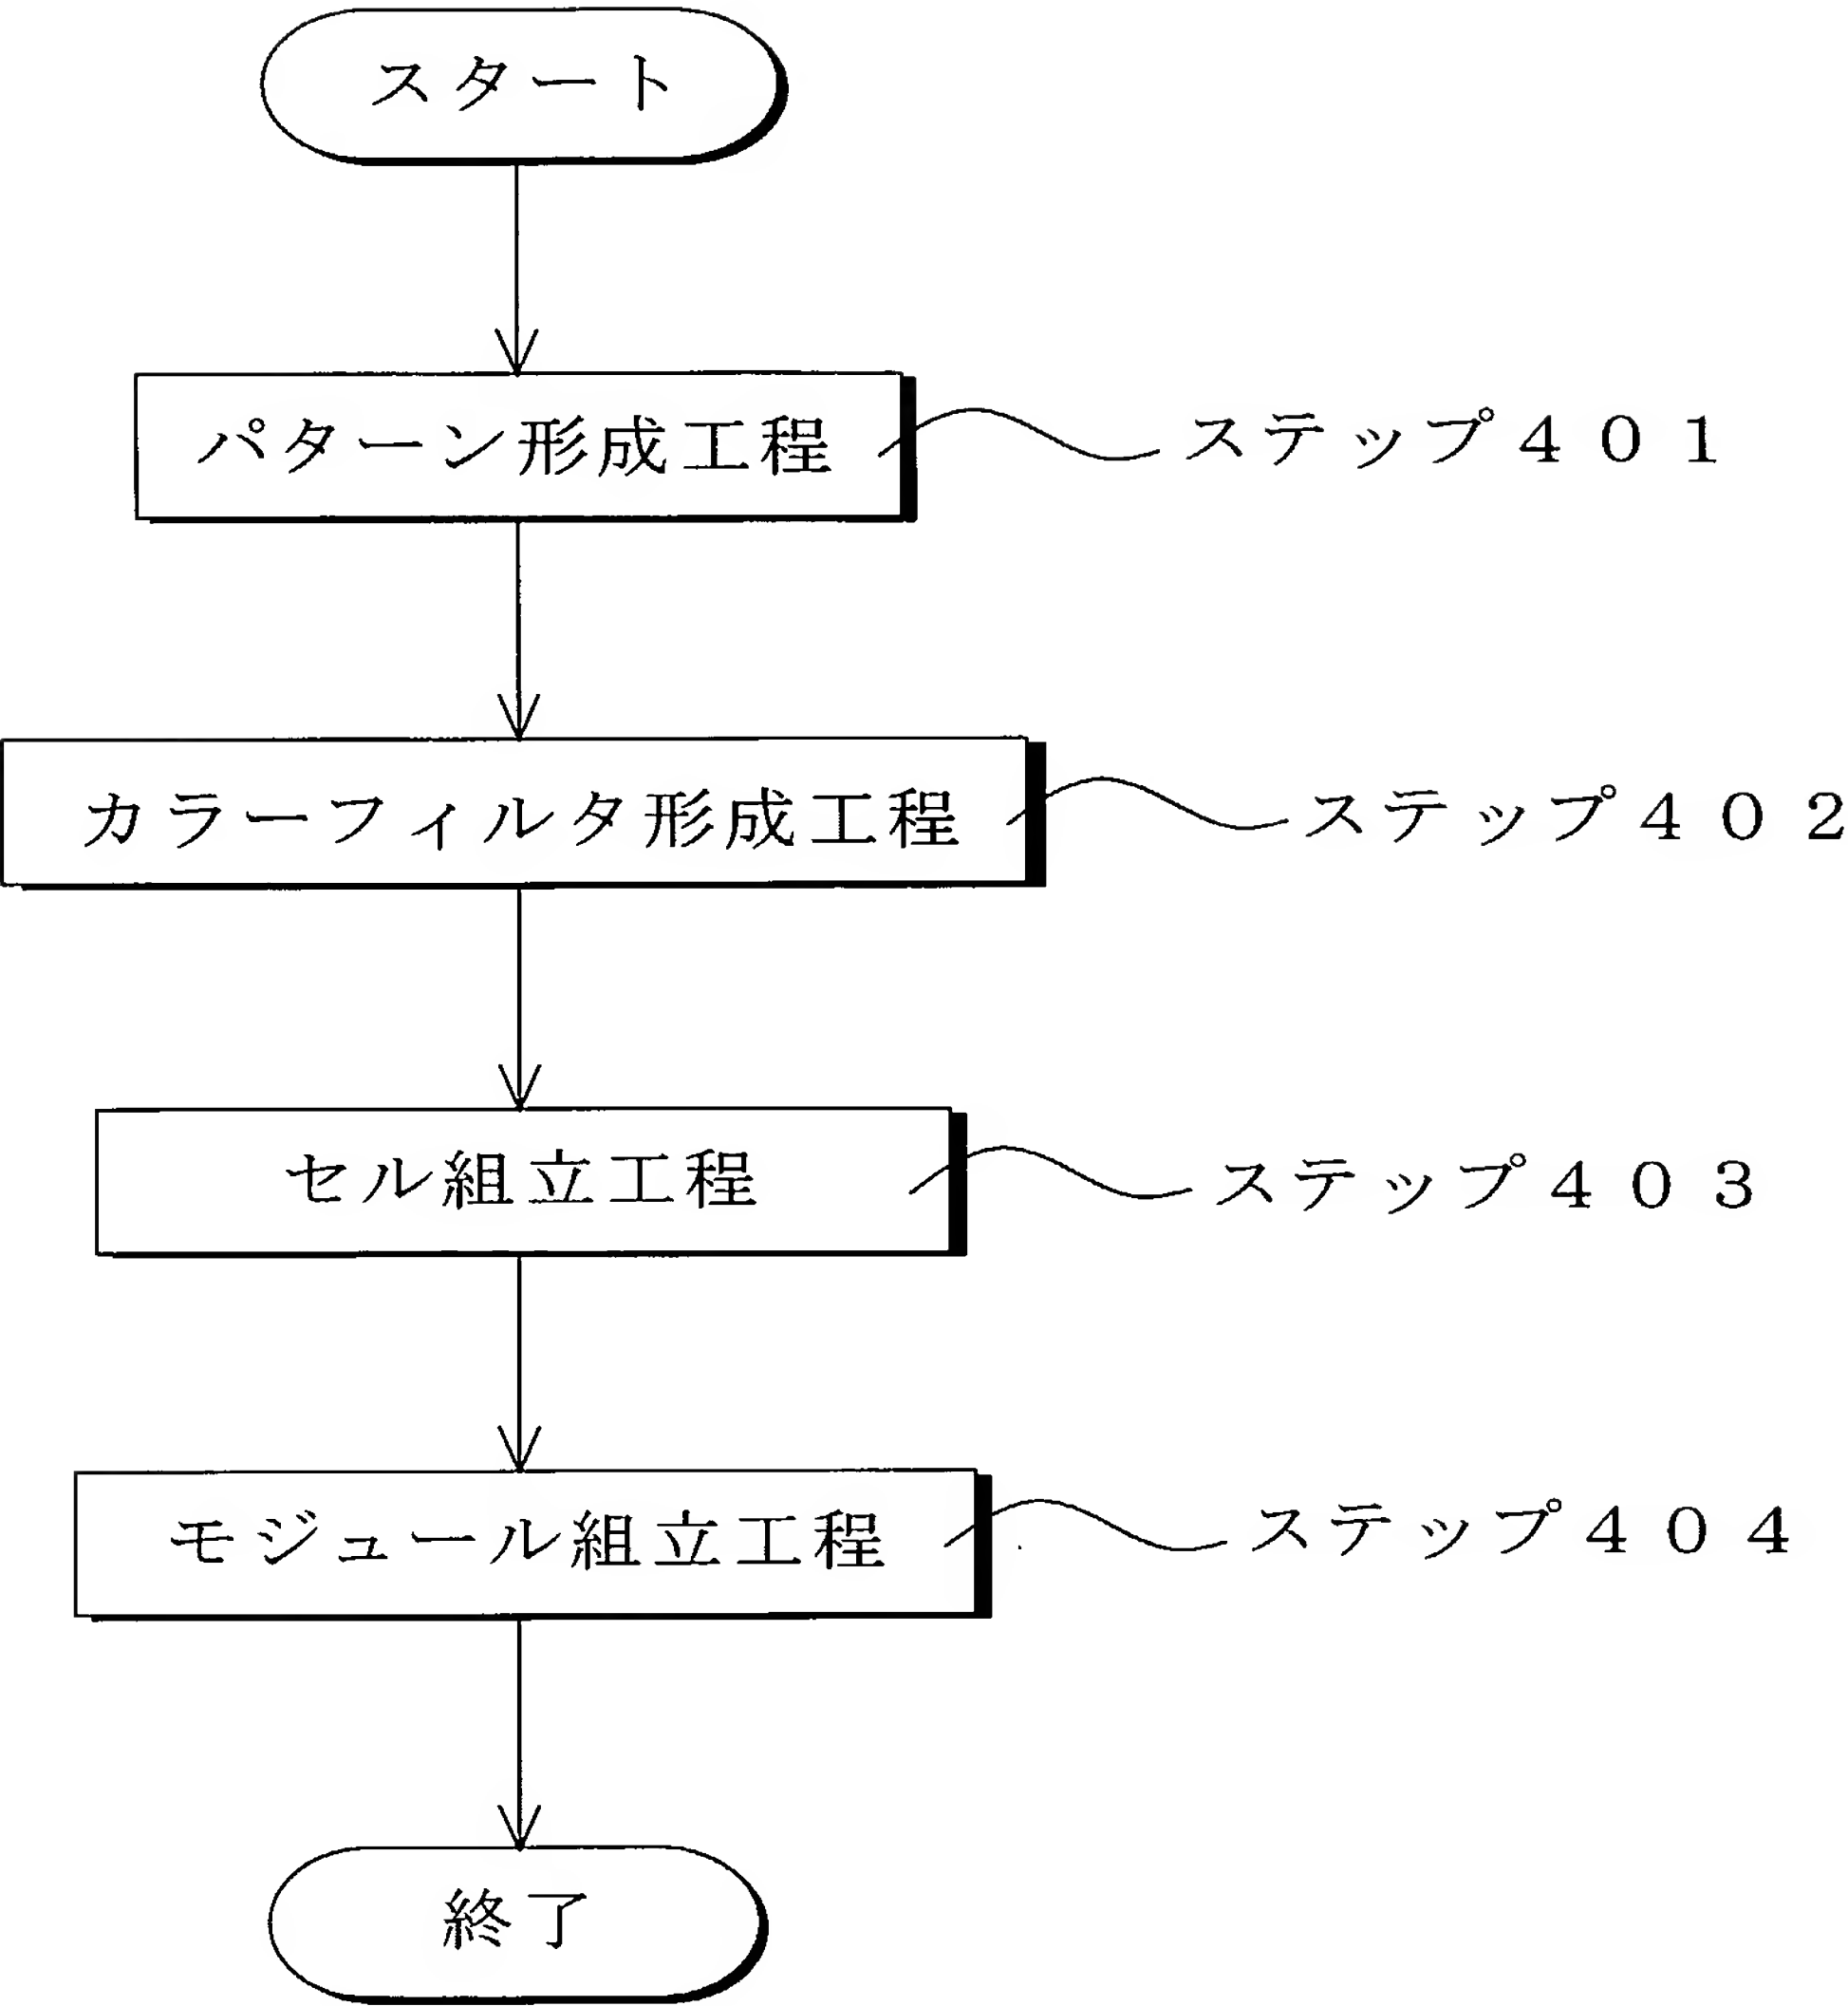 スタート
パターン形成工程
ステップ４０１
カラーフィルタ形成工程
ステップ４０２
セル組立工程
ステップ４０３
モジュール組立工程
ステップ４０４
終了